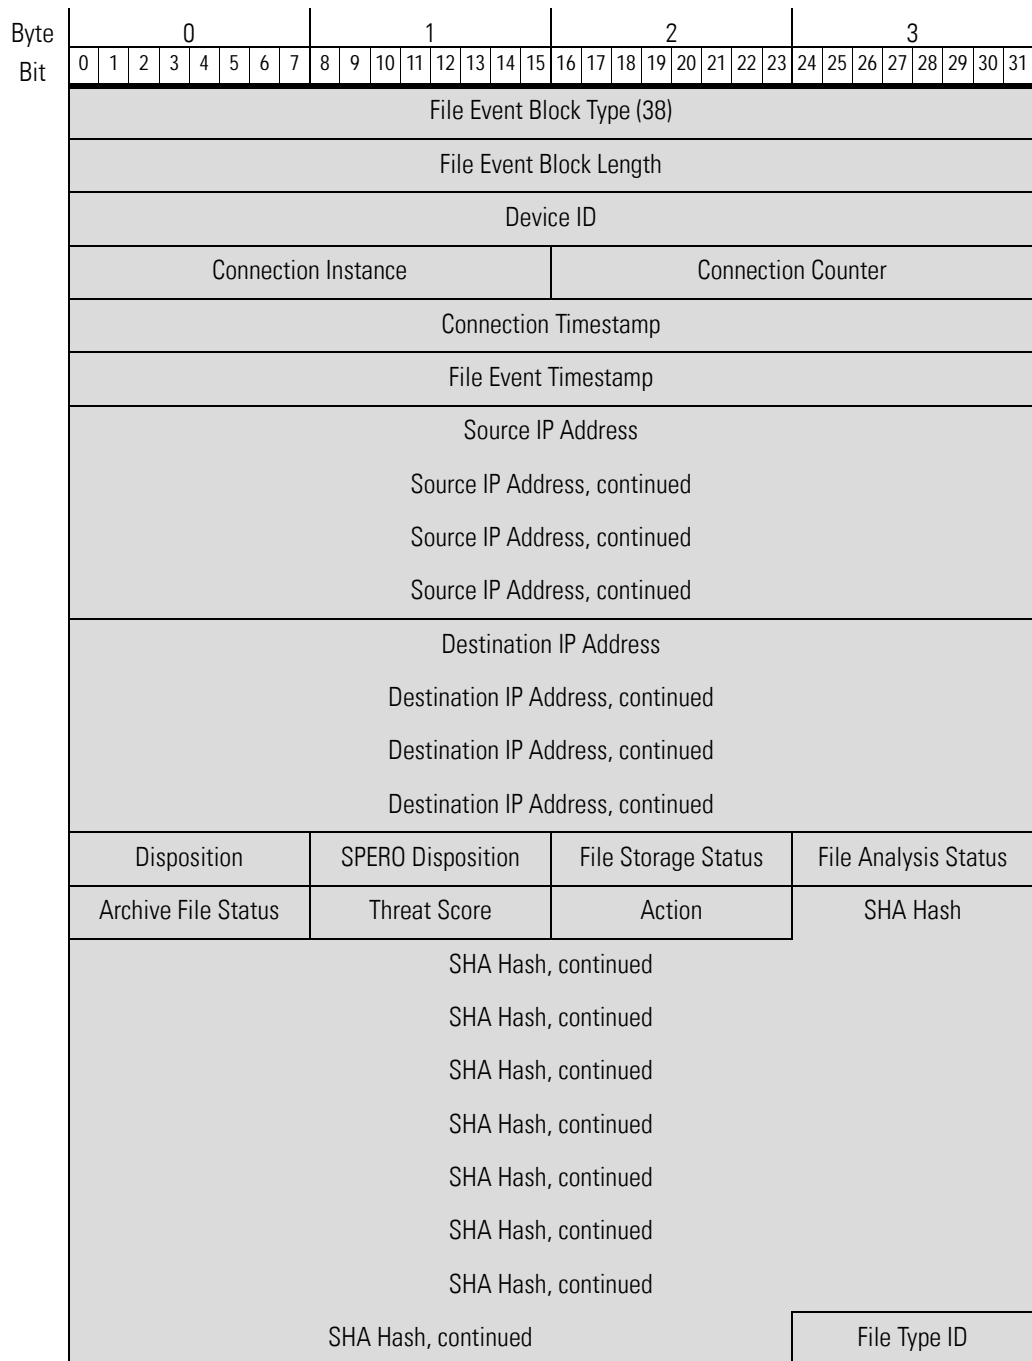 Byte 0 1 2 3
Bit 0 1 2 3 4 5 6 7 8 9 10 11 12 13 14 15 16 17 18 19 20 21 22 23 24 25 26 27 28 29 30 31
File Event Block Type (38)
File Event Block Length
Device ID
Connection Instance Connection Counter
Connection Timestamp
File Event Timestamp
Source IP Address
Source IP Address, continued
Source IP Address, continued
Source IP Address, continued
Destination IP Address
Destination IP Address, continued
Destination IP Address, continued
Destination IP Address, continued
Disposition SPERO Disposition File Storage Status File Analysis Status
Archive File Status Threat Score Action SHA Hash
SHA Hash, continued
SHA Hash, continued
SHA Hash, continued
SHA Hash, continued
SHA Hash, continued
SHA Hash, continued
SHA Hash, continued
SHA Hash, continued File Type ID